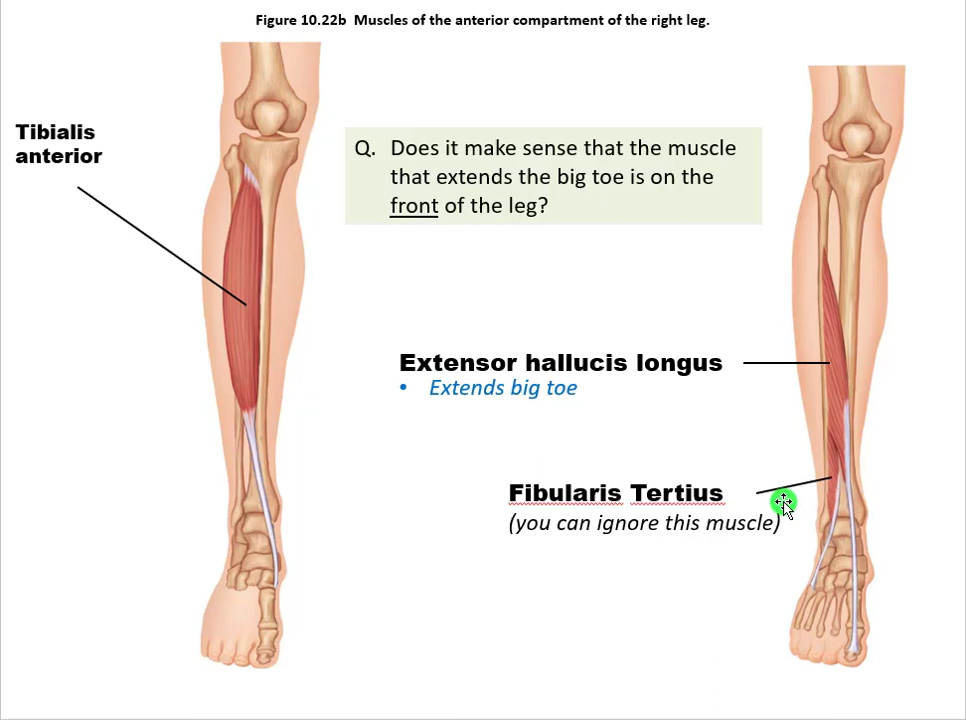 Figure 10.22b  Muscles of the anterior compartment of the right leg.
Tibialis
anterior
Q. Does it make sense that the muscle
that extends the big toe is on the
front of the leg?
Extensor hallucis longus
• Extends big toe
Fibularis Tertius
(you can ignore this muscle)